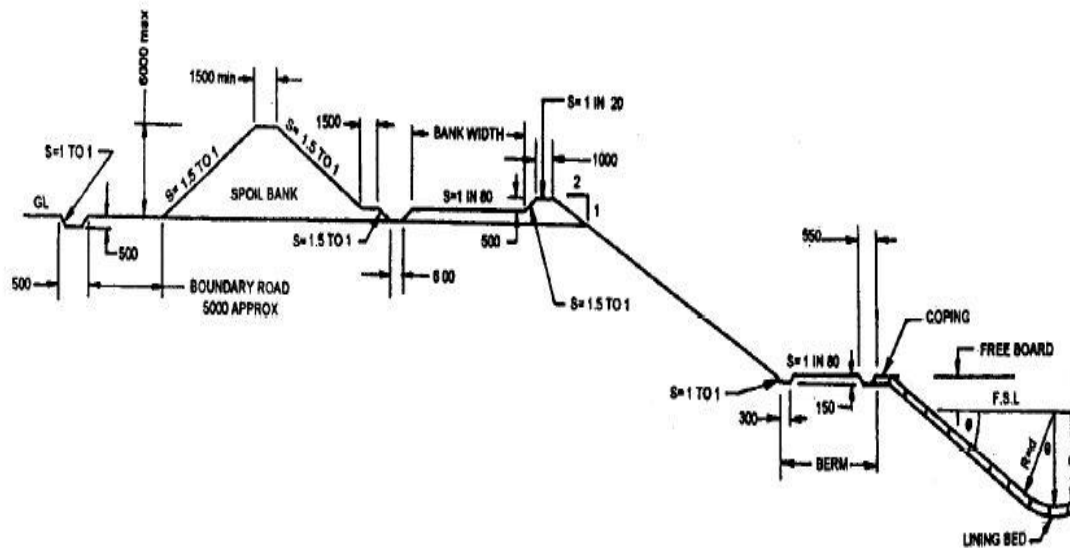 6000 max
1500 min
S= 1.5 TO 1
S= 1.5 TO 1
SPOIL BANK
1500
BANK WIDTH
S= 1 IN 20
1000
2
1
S=1 TO 1
GL
500
500
BOUNDARY ROAD
5000 APPROX
S= 1.5 TO 1
600
S=1 IN 80
500
S= 1.5 TO 1
550
COPING
FREE BOARD
F.S.L
S= 1 IN 80
S= 1 TO 1
300
150
BERM
θ
R=d
θ
LINING BED